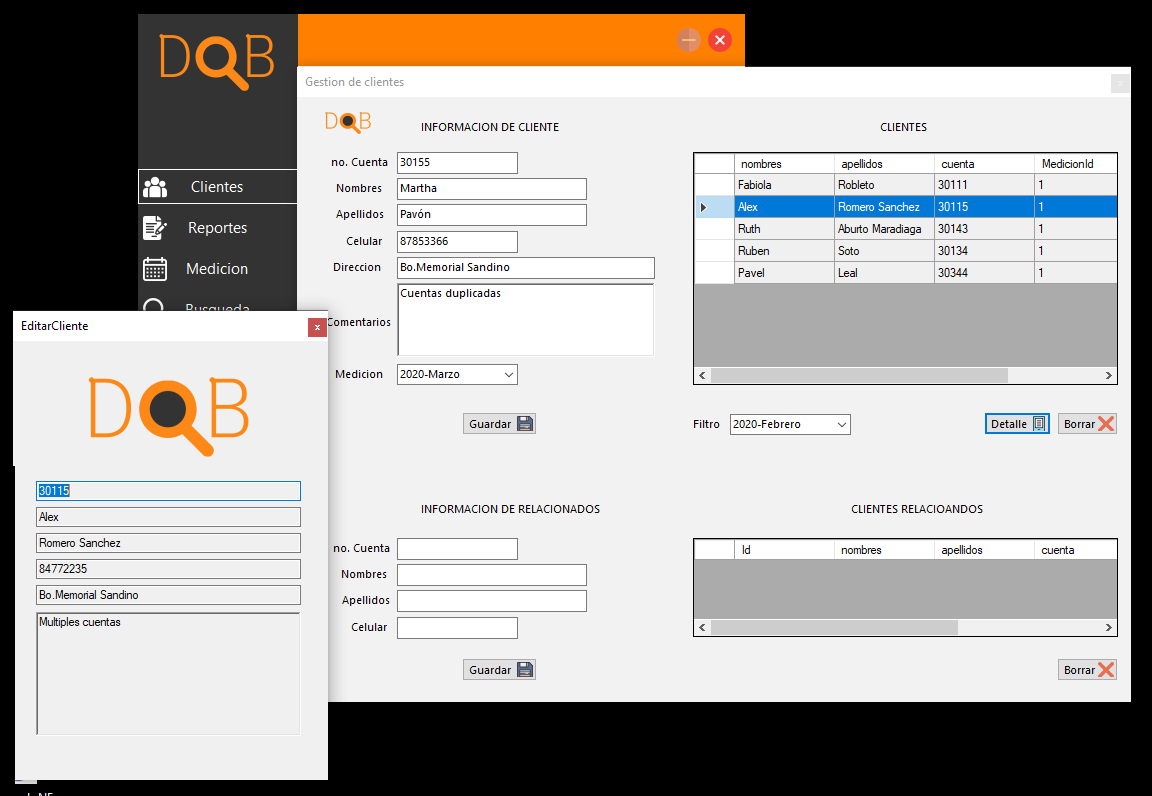 DOB
Clientes
Reportes
Medicion
Busqueda
Gestion de clientes
DOB
INFORMACION DE CLIENTE
no. Cuenta 30155
Nombres Martha
Apellidos Pavón
Celular 87853366
Direccion Bo.Memorial Sandino
Comentarios Cuentas duplicadas
Medicion 2020-Marzo
Guardar
CLIENTES
nombres apellidos cuenta MedicionId
Fabiola Robleto 30111 1
Alex Romero Sanchez 30115 1
Ruth Aburto Maradiaga 30143 1
Ruben Soto 30134 1
Pavel Leal 30344 1
Filtro 2020-Febrero Detalle Borrar
INFORMACION DE RELACIONADOS
no. Cuenta
Nombres
Apellidos
Celular
Guardar
CLIENTES RELACIOANDOS
Id nombres apellidos cuenta
Borrar
EditarCliente
DOB
30115
Alex
Romero Sanchez
84772235
Bo.Memorial Sandino
Multiples cuentas